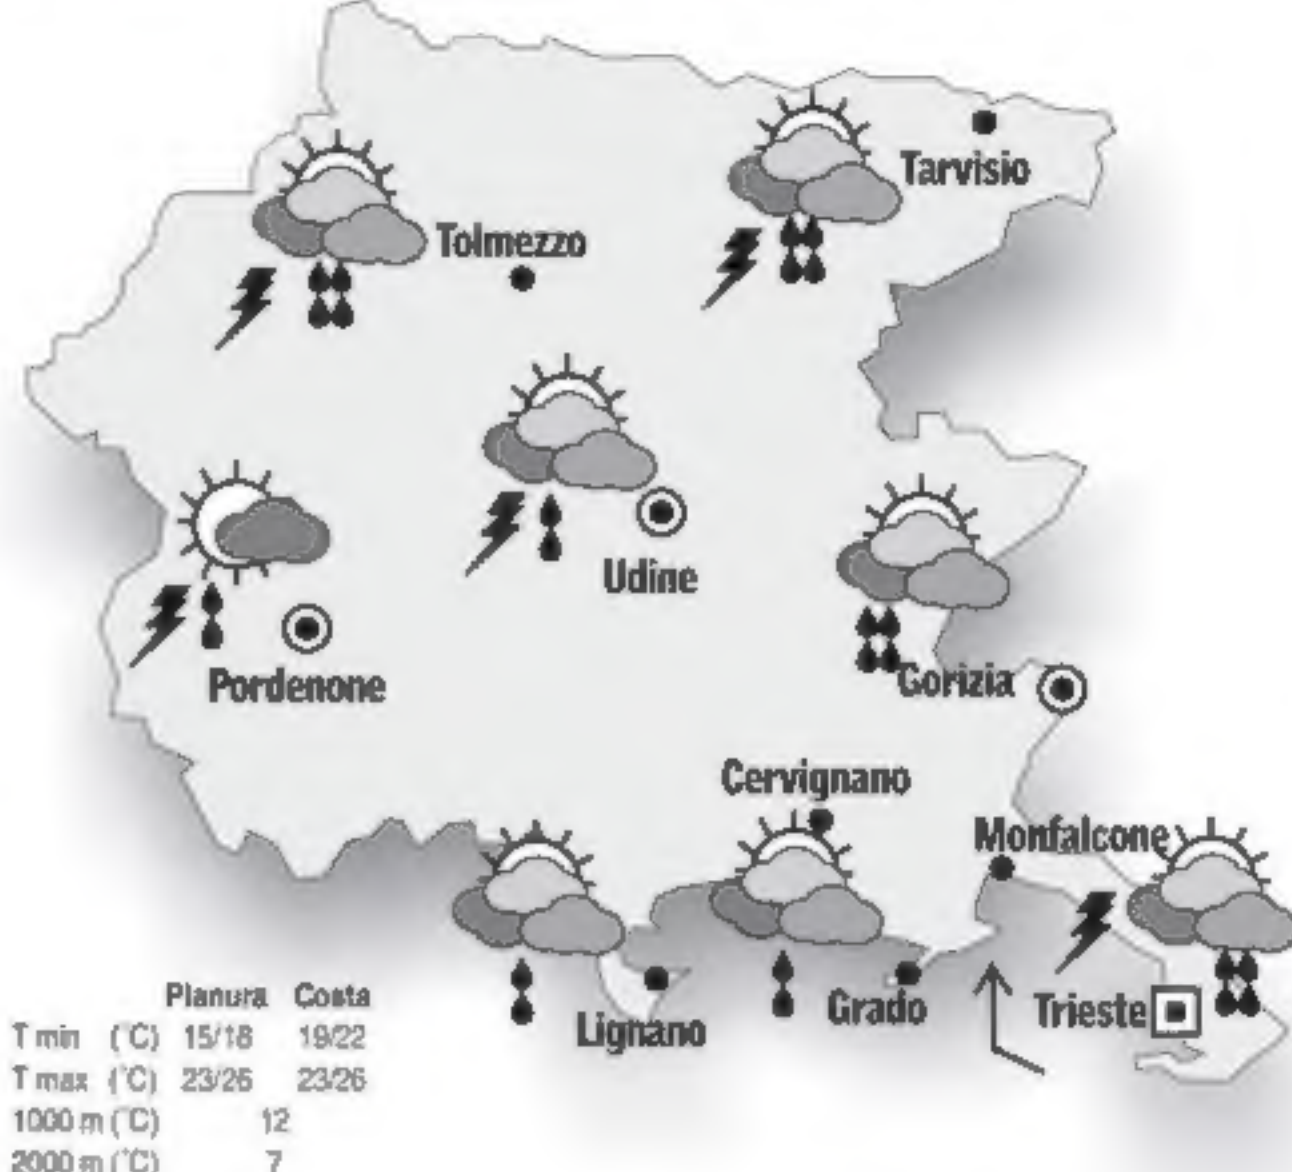 Tarvisio
Tolmezzo
Udine
Pordenone
Gorizia
Cervignano
Monfalcone
Grado
Trieste
Lignano
Pianura Costa
T min (°C) 15/18 19/22
T max (°C) 23/26 23/26
1000 m (°C) 12
2000 m (°C) 7